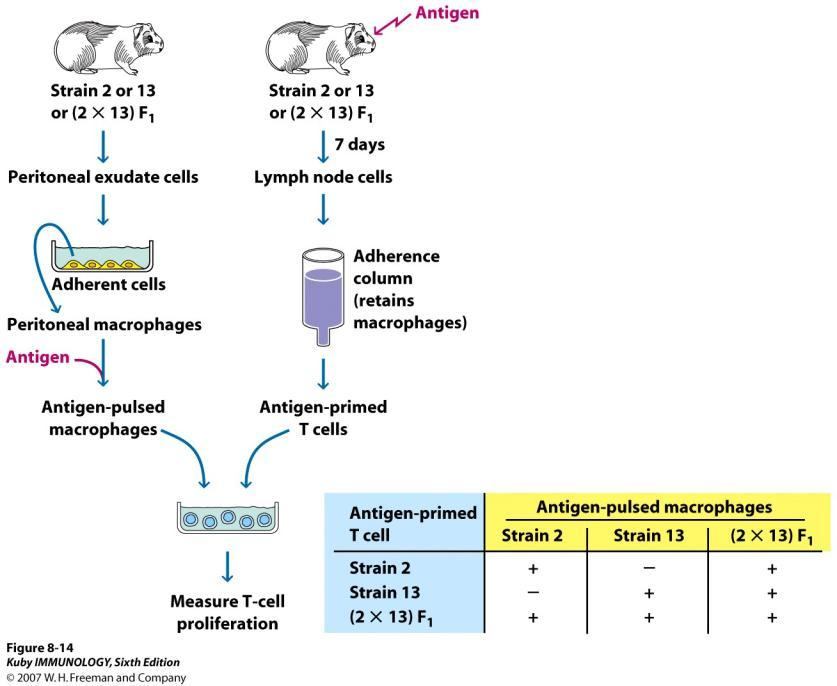 Antigen
Strain 2 or 13
or (2 × 13) F₁
Strain 2 or 13
or (2 × 13) F₁
7 days
Peritoneal exudate cells
Lymph node cells
Adherent cells
Adherence
column
(retains
macrophages)
Peritoneal macrophages
Antigen
Antigen-pulsed
macrophages
Antigen-primed
T cells
Measure T-cell
proliferation
Antigen-primed
T cell
Antigen-pulsed macrophages
Strain 2 Strain 13 (2 × 13) F₁
Strain 2 + − +
Strain 13 − + +
(2 × 13) F₁ + + +
Figure 8-14
Kuby IMMUNOLOGY, Sixth Edition
© 2007 W. H. Freeman and Company